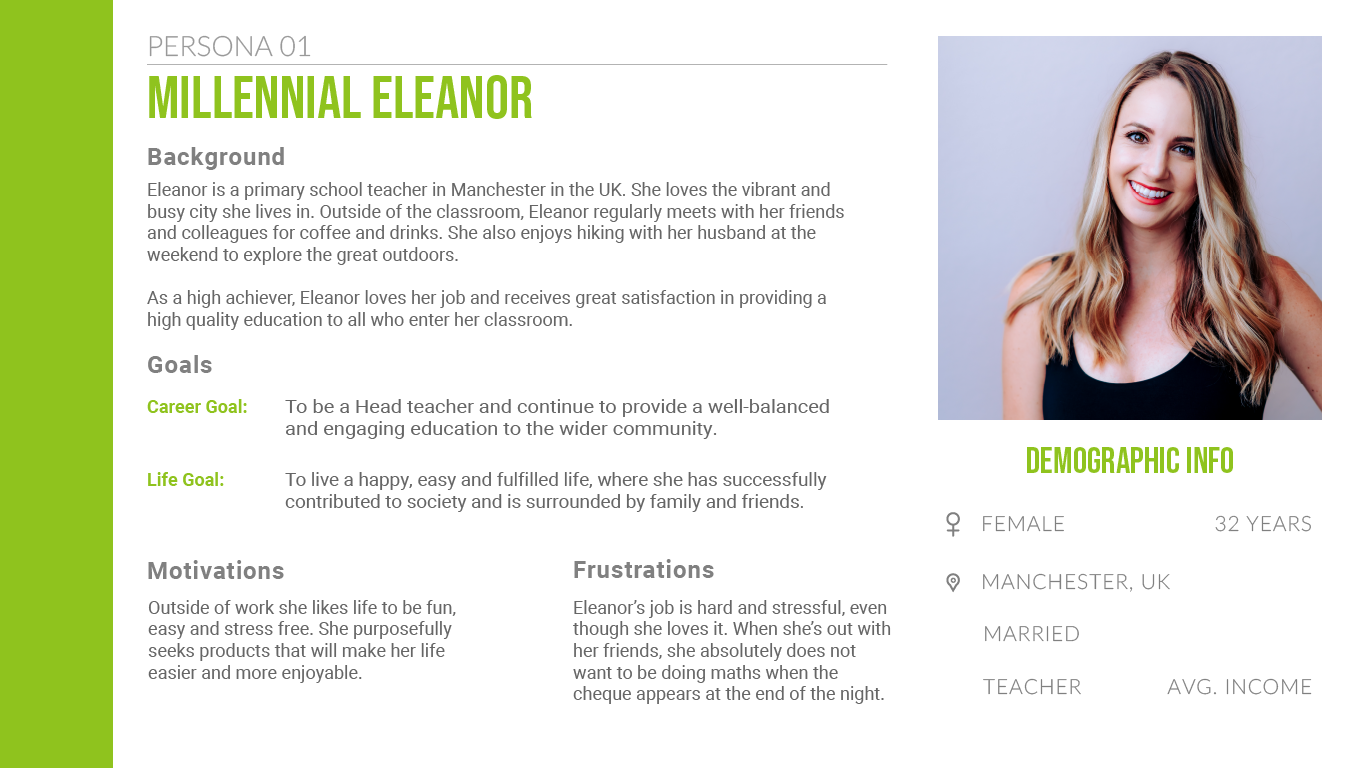 PERSONA 01
MILLENNIAL ELEANOR
Background
Eleanor is a primary school teacher in Manchester in the UK. She loves the vibrant and
busy city she lives in. Outside of the classroom, Eleanor regularly meets with her friends
and colleagues for coffee and drinks. She also enjoys hiking with her husband at the
weekend to explore the great outdoors.
As a high achiever, Eleanor loves her job and receives great satisfaction in providing a
high quality education to all who enter her classroom.
Goals
Career Goal: To be a Head teacher and continue to provide a well-balanced
and engaging education to the wider community.
Life Goal: To live a happy, easy and fulfilled life, where she has successfully
contributed to society and is surrounded by family and friends.
Motivations
Outside of work she likes life to be fun,
easy and stress free. She purposefully
seeks products that will make her life
easier and more enjoyable.
Frustrations
Eleanor’s job is hard and stressful, even
though she loves it. When she’s out with
her friends, she absolutely does not
want to be doing maths when the
cheque appears at the end of the night.
DEMOGRAPHIC INFO
FEMALE 32 YEARS
MANCHESTER, UK
MARRIED
TEACHER AVG. INCOME